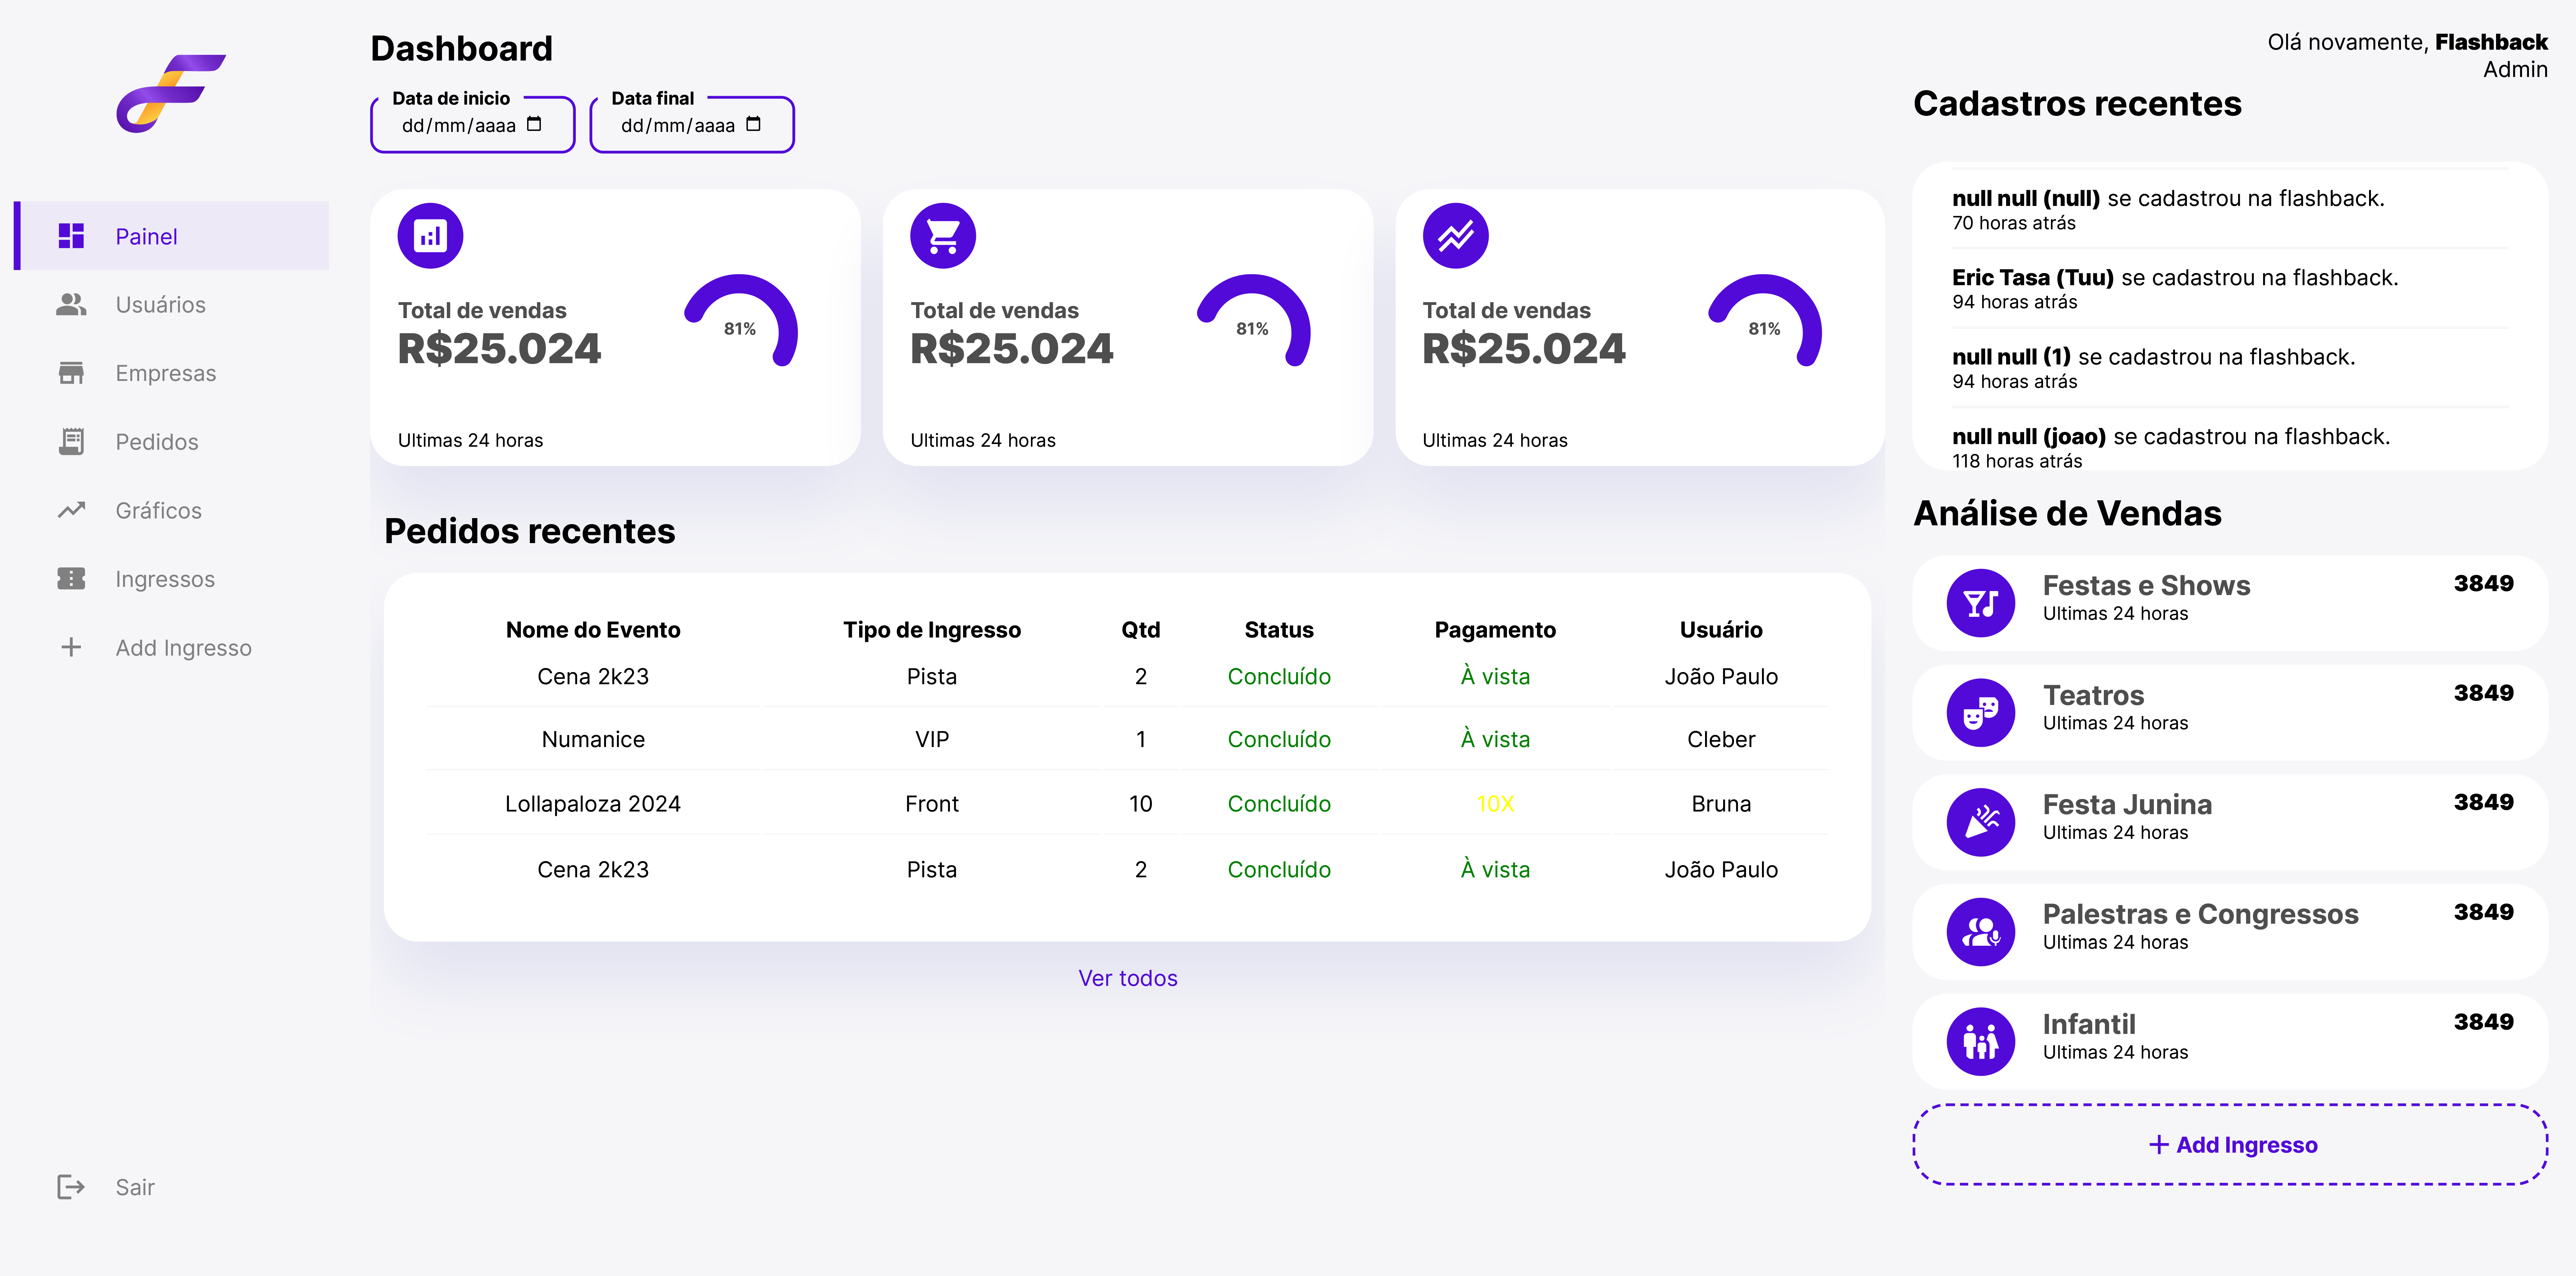 Painel
Usuários
Empresas
Pedidos
Gráficos
Ingressos
Add Ingresso
Sair
Dashboard
Data de inicio
dd/mm/aaaa
Data final
dd/mm/aaaa
Total de vendas
R$25.024
81%
Ultimas 24 horas
Total de vendas
R$25.024
81%
Ultimas 24 horas
Total de vendas
R$25.024
81%
Ultimas 24 horas
Pedidos recentes
Nome do Evento Tipo de Ingresso Qtd Status Pagamento Usuário
Cena 2k23 Pista 2 Concluído À vista João Paulo
Numanice VIP 1 Concluído À vista Cleber
Lollapaloza 2024 Front 10 Concluído 10X Bruna
Cena 2k23 Pista 2 Concluído À vista João Paulo
Ver todos
Olá novamente, Flashback
Admin
Cadastros recentes
null null (null) se cadastrou na flashback.
70 horas atrás
Eric Tasa (Tuu) se cadastrou na flashback.
94 horas atrás
null null (1) se cadastrou na flashback.
94 horas atrás
null null (joao) se cadastrou na flashback.
118 horas atrás
Análise de Vendas
Festas e Shows 3849
Ultimas 24 horas
Teatros 3849
Ultimas 24 horas
Festa Junina 3849
Ultimas 24 horas
Palestras e Congressos 3849
Ultimas 24 horas
Infantil 3849
Ultimas 24 horas
Add Ingresso